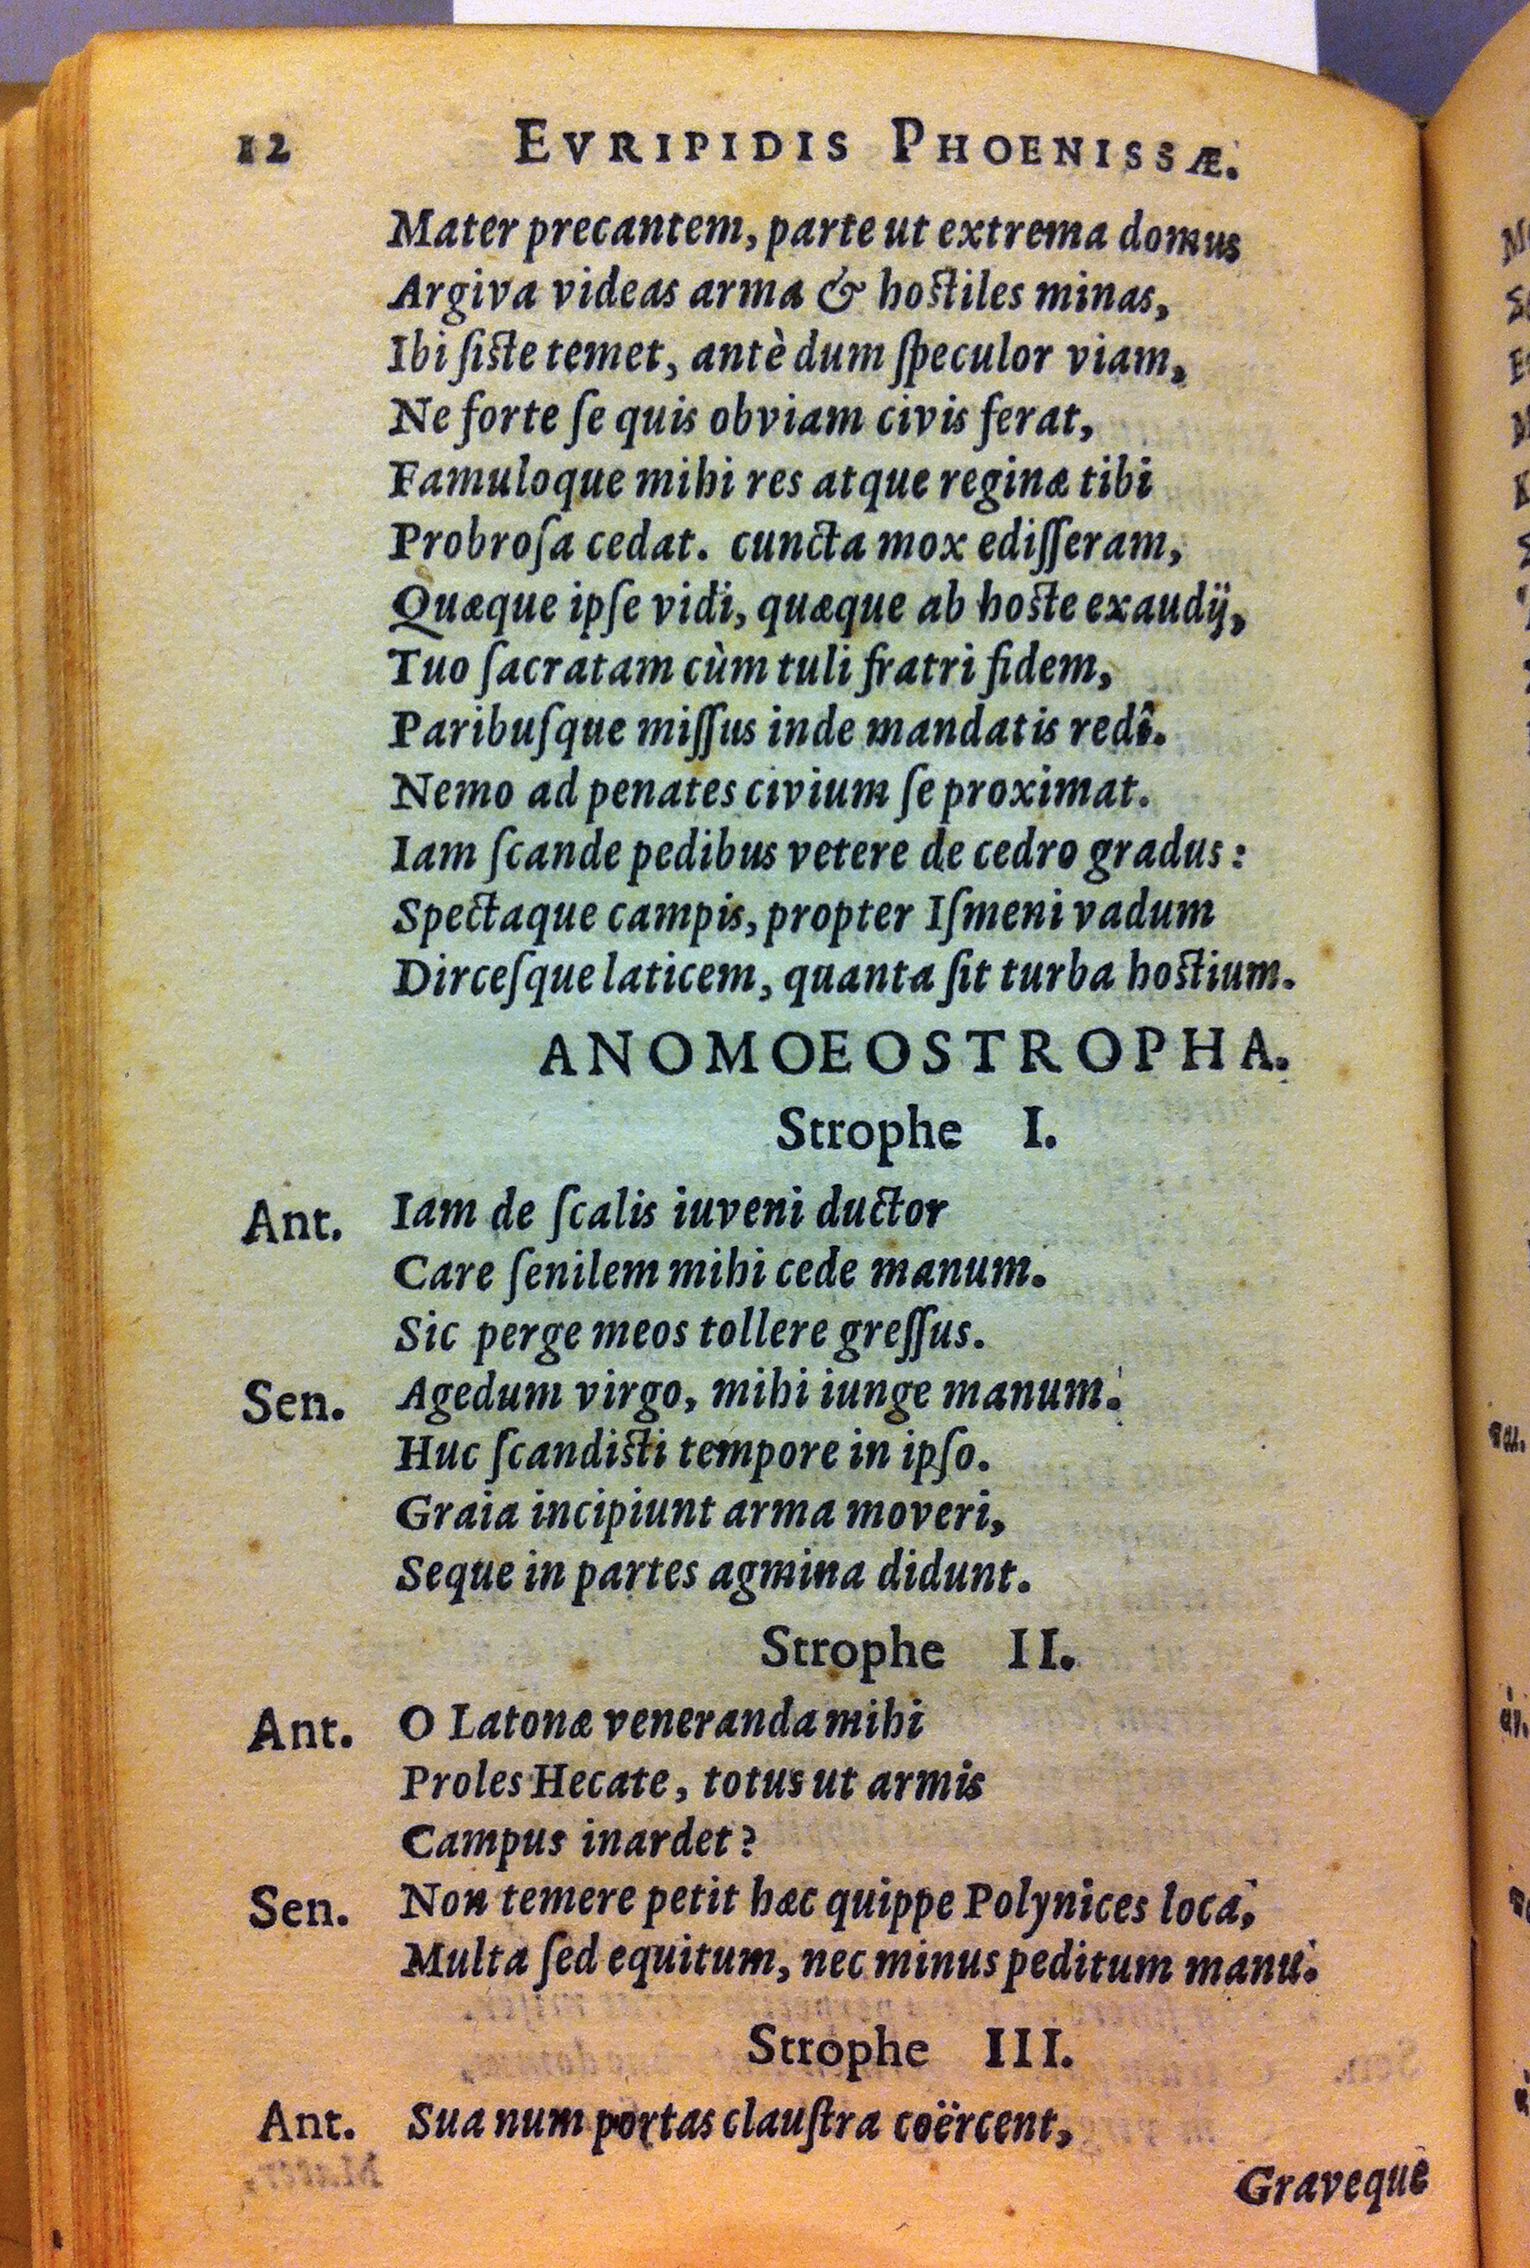 12 EVRIPIDIS PHOENISSÆ.
Mater precantem, parte ut extrema domus
Argiva videas arma & hostiles minas,
Ibi ſiste temet, antè dum ſpeculor viam,
Ne forte ſe quis obviam civis ferat,
Famuloque mihi res atque reginæ tibi
Probroſa cedat. cuncta mox ediſſeram,
Quæque ipſe vidi, quæque ab hoste exaudij,
Tuo ſacratam cùm tuli fratri fidem,
Paribuſque miſſus inde mandatis redî.
Nemo ad penates civium ſe proximat.
Iam ſcande pedibus vetere de cedro gradus:
Spectaque campis, propter Iſmeni vadum
Dirceſque laticem, quanta ſit turba hostium.
ANOMOEOSTROPHA.
Strophe I.
Ant. Iam de ſcalis iuveni ductor
Care ſenilem mihi cede manum.
Sic perge meos tollere greſſus.
Sen. Agedum virgo, mihi iunge manum.
Huc ſcandisti tempore in ipſo.
Graia incipiunt arma moveri,
Seque in partes agmina didunt.
Strophe II.
Ant. O Latonæ veneranda mihi
Proles Hecate, totus ut armis
Campus inardet?
Sen. Non temere petit hæc quippe Polynices loca,
Multa ſed equitum, nec minus peditum manu.
Strophe III.
Ant. Sua num portas clauſtra coërcent,
Graveque